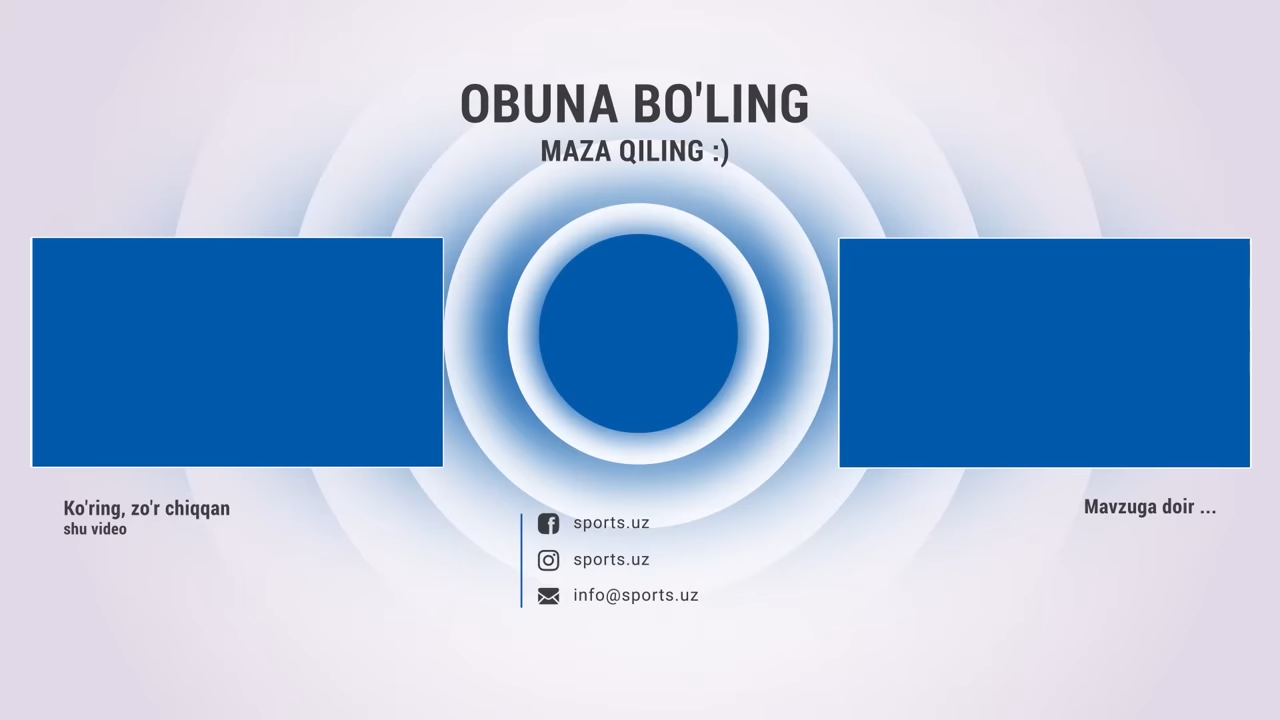 OBUNA BO'LING
MAZA QILING :)
Ko'ring, zo'r chiqqan
shu video
Mavzuga doir ...
sports.uz
sports.uz
info@sports.uz